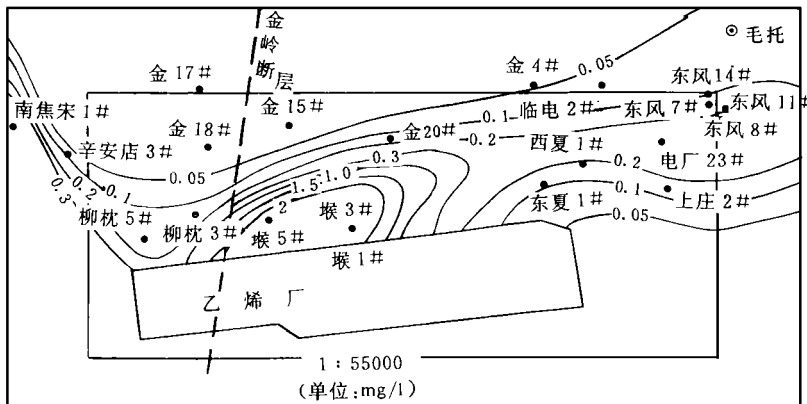 金岭断层
毛托
0.05
金 17#
金 4#
东风 14#
南焦宋 1#
金 15#
0.1
临电 2#
东风 7#
东风 11#
金 18#
金20#
0.2
东风 8#
辛安店 3#
西夏 1#
0.3
电厂 23#
0.05
1.5
1.0
0.2
0.3
0.2
0.1
2
0.1
柳杭 5#
柳杭 3#
堠 3#
东夏 1#
上庄 2#
堠 5#
0.05
堠 1#
乙烯厂
1∶55000
(单位:mg/l)